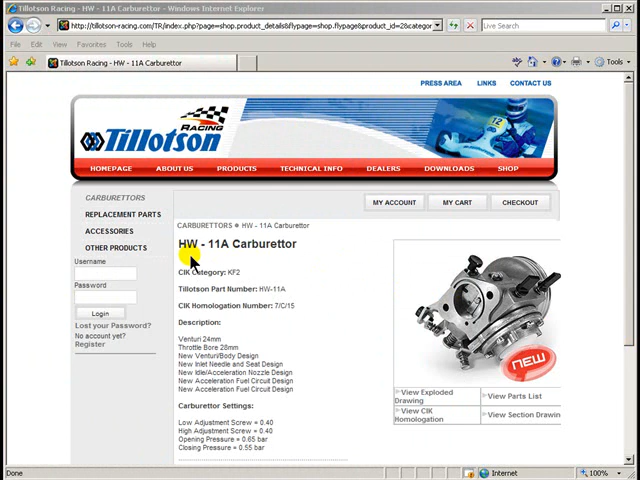 Tillotson Racing - HW - 11A Carburettor - Windows Internet Explorer
http://tillotson-racing.com/TR/index.php?page=shop.product_details&flypage=shop.flypage&product_id=2&categor
Google
File Edit View Favorites Tools Help
Tillotson Racing - HW - 11A Carburettor
Tools
PRESS AREA LINKS CONTACT US
RACING
Tillotson
12
HOMEPAGE ABOUT US PRODUCTS TECHNICAL INFO DEALERS DOWNLOADS SHOP
CARBURETTORS
REPLACEMENT PARTS
ACCESSORIES
OTHER PRODUCTS
Username
Password
Login
Lost your Password?
No account yet?
Register
MY ACCOUNT MY CART CHECKOUT
CARBURETTORS HW - 11A Carburettor
HW - 11A Carburettor
CIK Category: KF2
Tillotson Part Number: HW-11A
CIK Homologation Number: 7/C/15
Description:
Venturi 24mm
Throttle Bore 28mm
New Venturi/Body Design
New Inlet Needle and Seat Design
New Idle/Acceleration Nozzle Design
New Acceleration Fuel Circuit Design
New Acceleration Fuel Circuit Design
Carburettor Settings:
Low Adjustment Screw = 0.40
High Adjustment Screw = 0.40
Opening Pressure = 0.65 bar
Closing Pressure = 0.55 bar
NEW
View Exploded
Drawing
View Parts List
View CIK
Homologation
View Section Drawin
Done
Internet
100%